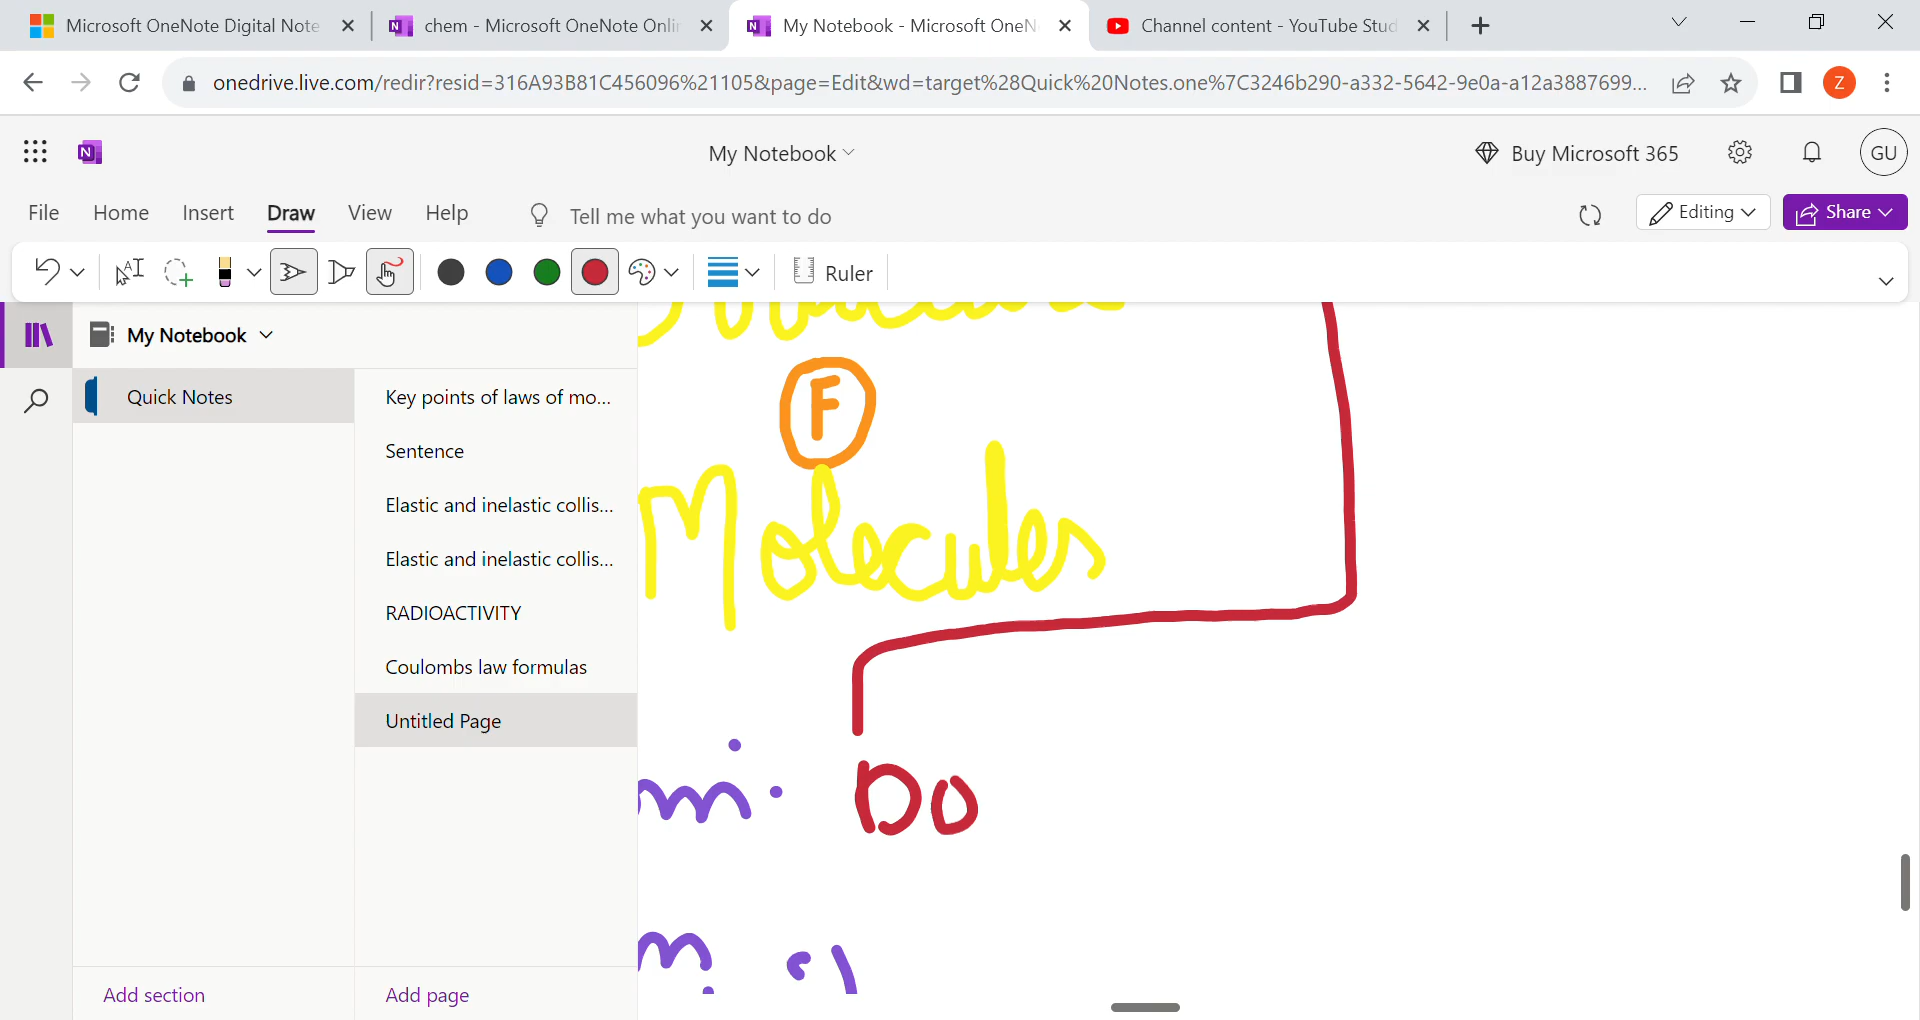 Microsoft OneNote Digital Note
chem - Microsoft OneNote Onli
My Notebook - Microsoft OneN
Channel content - YouTube Stud
onedrive.live.com/redir?resid=316A93B81C456096%21105&page=Edit&wd=target%28Quick%20Notes.one%7C3246b290-a332-5642-9e0a-a12a3887699...
Z
N
My Notebook
Buy Microsoft 365
GU
File Home Insert Draw View Help
Tell me what you want to do
Editing
Share
Ruler
My Notebook
Quick Notes
Key points of laws of mo...
Sentence
Elastic and inelastic collis...
Elastic and inelastic collis...
RADIOACTIVITY
Coulombs law formulas
Untitled Page
F
Molecules
Do
Add section
Add page